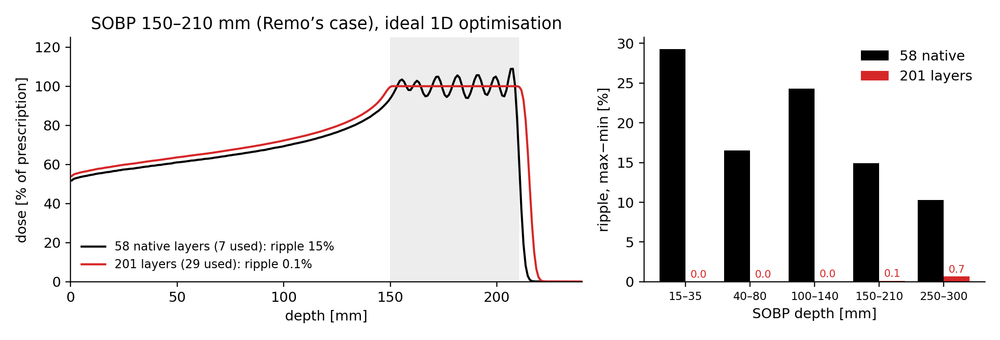 SOBP 150–210 mm (Remo’s case), ideal 1D optimisation
dose [% of prescription]
120
100
80
60
40
20
0
58 native layers (7 used): ripple 15%
201 layers (29 used): ripple 0.1%
0 50 100 150 200
depth [mm]
ripple, max−min [%]
30
25
20
15
10
5
0
58 native
201 layers
0.0 0.0 0.0 0.1 0.7
15–35 40–80 100–140 150–210 250–300
SOBP depth [mm]